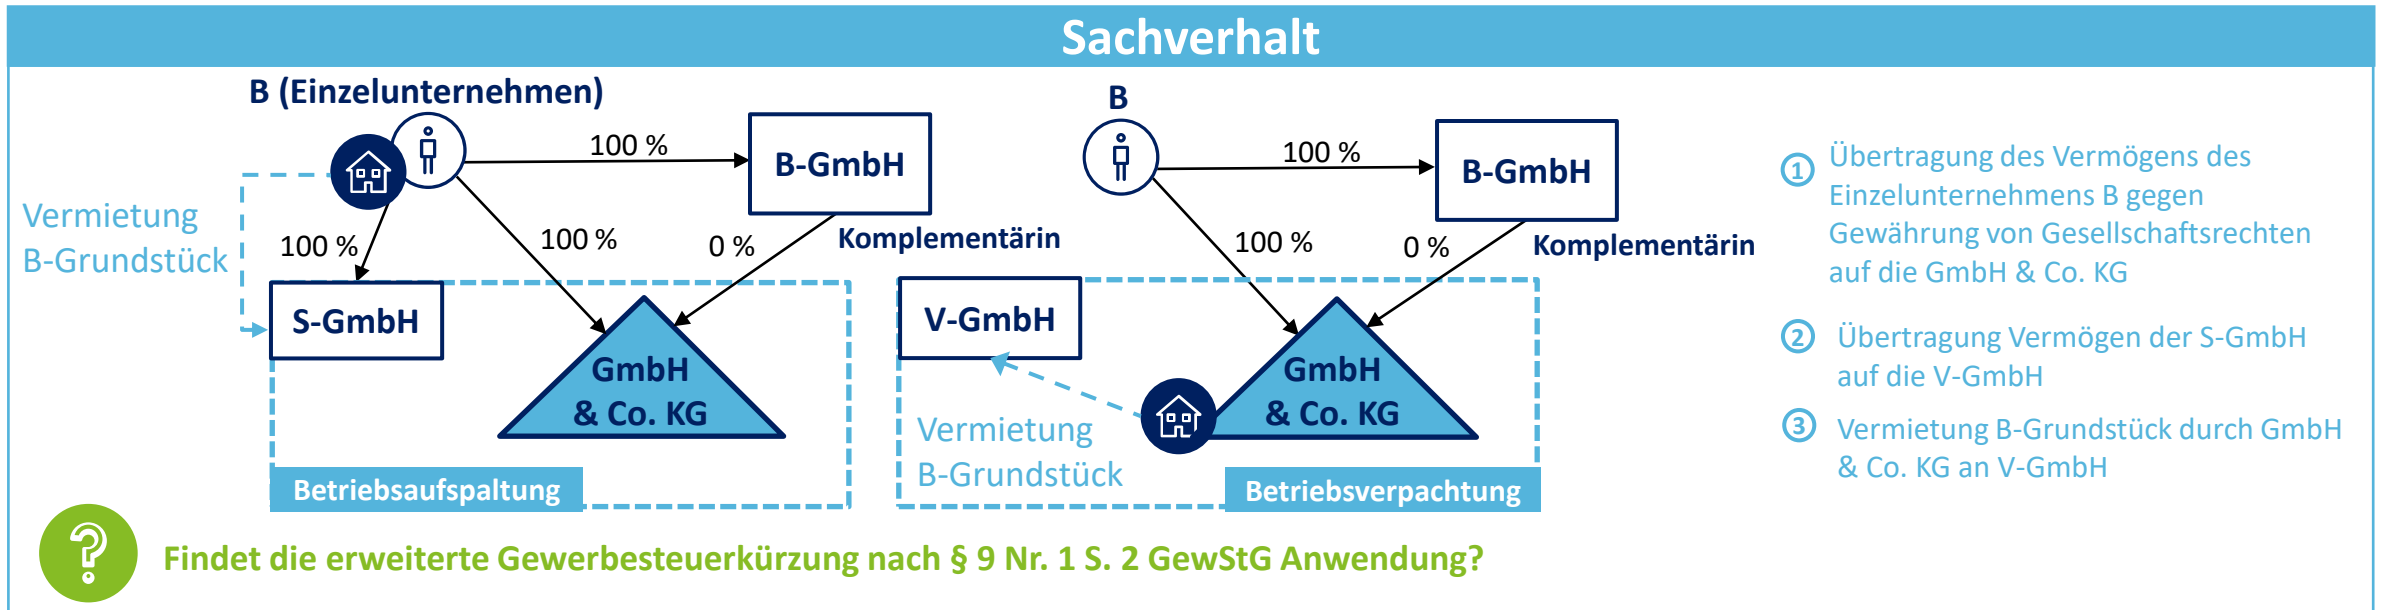 Sachverhalt
B (Einzelunternehmen)
100 %
B-GmbH
Vermietung
B-Grundstück
100 %
100 %
0 %
Komplementärin
S-GmbH
GmbH
& Co. KG
Betriebsaufspaltung
B
100 %
B-GmbH
100 %
0 %
Komplementärin
V-GmbH
GmbH
& Co. KG
Vermietung
B-Grundstück
Betriebsverpachtung
1 Übertragung des Vermögens des
Einzelunternehmens B gegen
Gewährung von Gesellschaftsrechten
auf die GmbH & Co. KG
2 Übertragung Vermögen der S-GmbH
auf die V-GmbH
3 Vermietung B-Grundstück durch GmbH
& Co. KG an V-GmbH
? Findet die erweiterte Gewerbesteuerkürzung nach § 9 Nr. 1 S. 2 GewStG Anwendung?